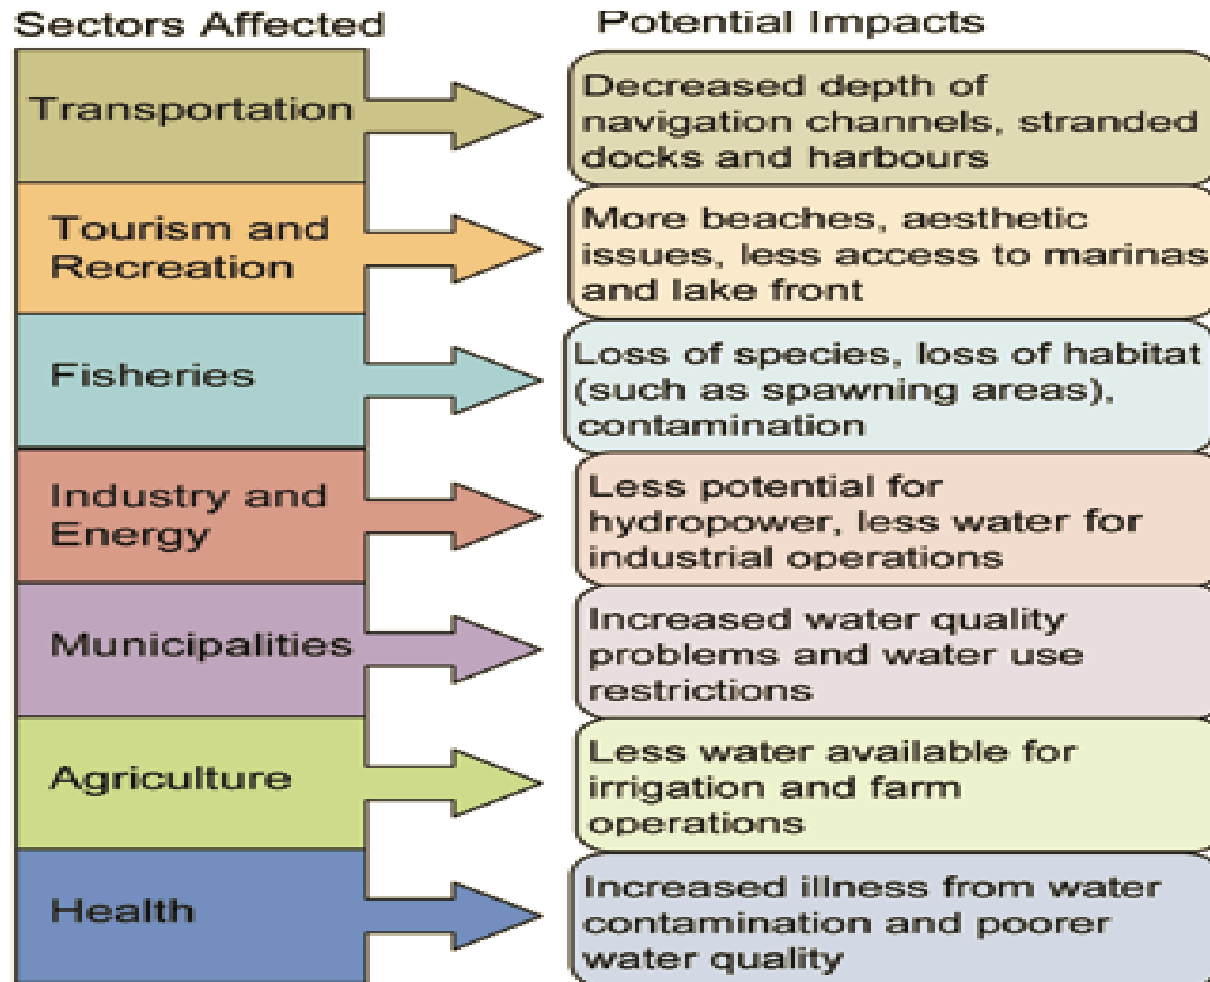 Sectors Affected
Potential Impacts
Transportation
Decreased depth of
navigation channels, stranded
docks and harbours
Tourism and
Recreation
More beaches, aesthetic
issues, less access to marinas
and lake front
Fisheries
Loss of species, loss of habitat
(such as spawning areas),
contamination
Industry and
Energy
Less potential for
hydropower, less water for
industrial operations
Municipalities
Increased water quality
problems and water use
restrictions
Agriculture
Less water available for
irrigation and farm
operations
Health
Increased illness from water
contamination and poorer
water quality